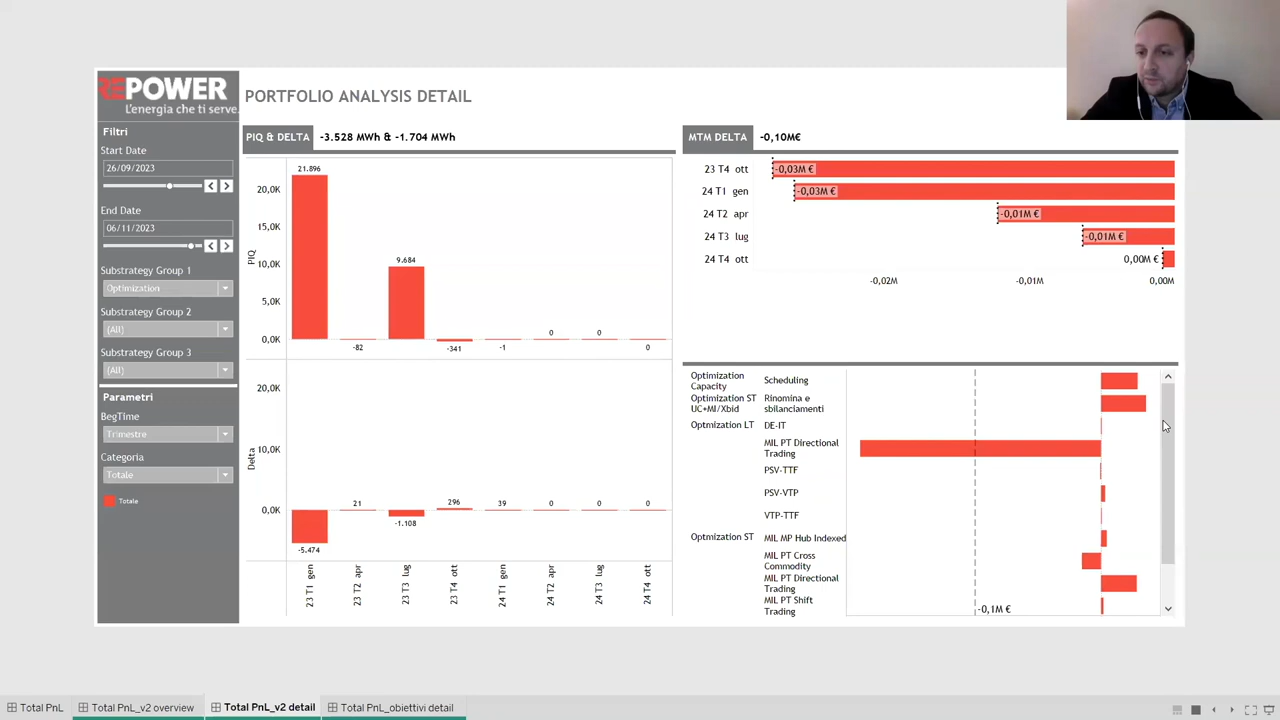 REPOWER
L'energia che ti serve.
PORTFOLIO ANALYSIS DETAIL
Filtri
Start Date
26/09/2023
End Date
06/11/2023
Substrategy Group 1
Optimization
Substrategy Group 2
(All)
Substrategy Group 3
(All)
Parametri
BegTime
Trimestre
Categoria
Totale
Totale
PIQ & DELTA -3.528 MWh & -1.704 MWh
PIQ
20,0K
15,0K
10,0K
5,0K
0,0K
21.896
-82
9.684
-341
-1
0
0
0
Delta
20,0K
10,0K
0,0K
-5.474
21
-1.108
296
39
0
0
0
23 T1 gen
23 T2 apr
23 T3 lug
23 T4 ott
24 T1 gen
24 T2 apr
24 T3 lug
24 T4 ott
MTM DELTA -0,10M€
23 T4 ott -0,03M €
24 T1 gen -0,03M €
24 T2 apr -0,01M €
24 T3 lug -0,01M €
24 T4 ott 0,00M €
-0,02M -0,01M 0,00M
Optimization
Capacity
Scheduling
Optimization ST
UC+MI/Xbid
Rinomina e
sbilanciamenti
Optmization LT
DE-IT
MIL PT Directional
Trading
PSV-TTF
PSV-VTP
VTP-TTF
Optmization ST
MIL MP Hub Indexed
MIL PT Cross
Commodity
MIL PT Directional
Trading
MIL PT Shift
Trading
-0,1M €
Total PnL
Total PnL_v2 overview
Total PnL_v2 detail
Total PnL_obiettivi detail